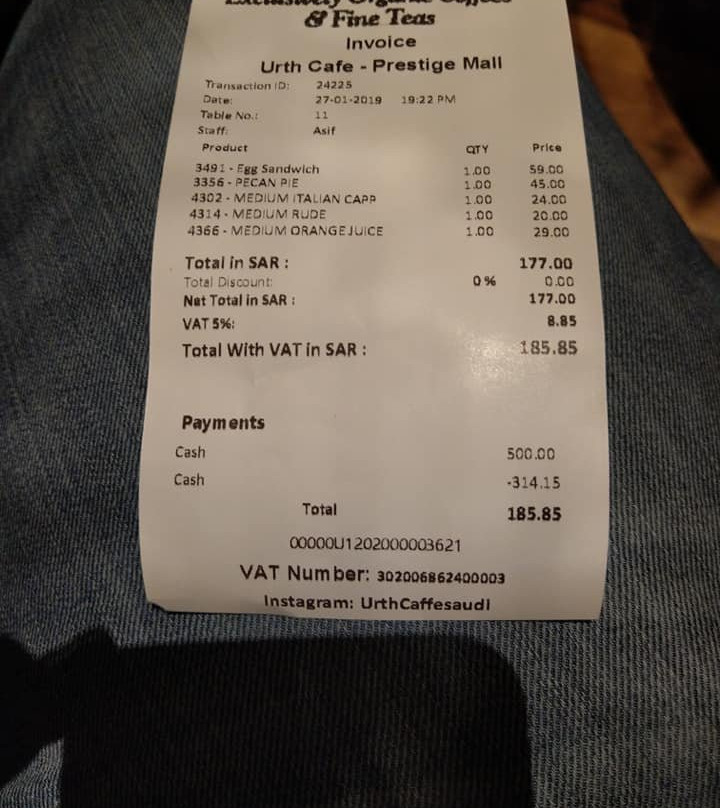 Exclusively Organic Coffees
& Fine Teas
Invoice
Urth Cafe - Prestige Mall
Transaction ID: 24225
Date: 27-01-2019 19:22 PM
Table No.: 11
Staff: Asif
Product QTY Price
3491 - Egg Sandwich 1.00 59.00
3356 - PECAN PIE 1.00 45.00
4302 - MEDIUM ITALIAN CAPP 1.00 24.00
4314 - MEDIUM RUDE 1.00 20.00
4366 - MEDIUM ORANGE JUICE 1.00 29.00
Total in SAR : 177.00
Total Discount: 0 % 0.00
Net Total in SAR : 177.00
VAT 5%: 8.85
Total With VAT in SAR : 185.85
Payments
Cash 500.00
Cash -314.15
Total 185.85
00000U1202000003621
VAT Number: 302006862400003
Instagram: UrthCaffesaudI